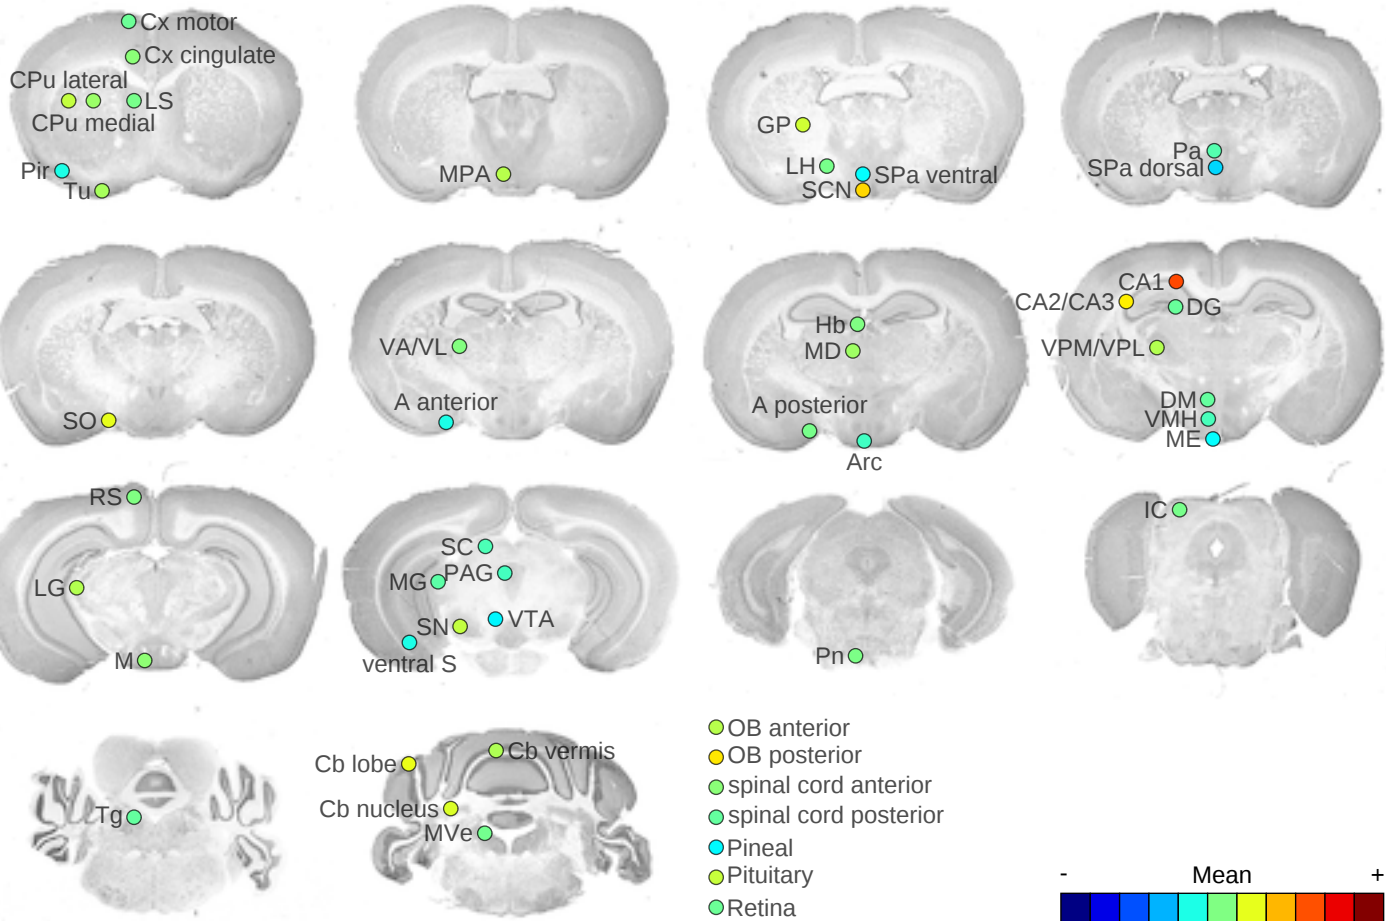 Cx motor
Cx cingulate
CPu lateral
LS
CPu medial
Pir
Tu
MPA
GP
LH
SPa ventral
SCN
Pa
SPa dorsal
SO
VA/VL
A anterior
Hb
MD
A posterior
Arc
CA1
CA2/CA3
DG
VPM/VPL
DM
VMH
ME
RS
LG
M
SC
MG
PAG
SN
VTA
ventral S
Pn
IC
Tg
Cb lobe
Cb vermis
Cb nucleus
MVe
OB anterior
OB posterior
spinal cord anterior
spinal cord posterior
Pineal
Pituitary
Retina
- Mean +